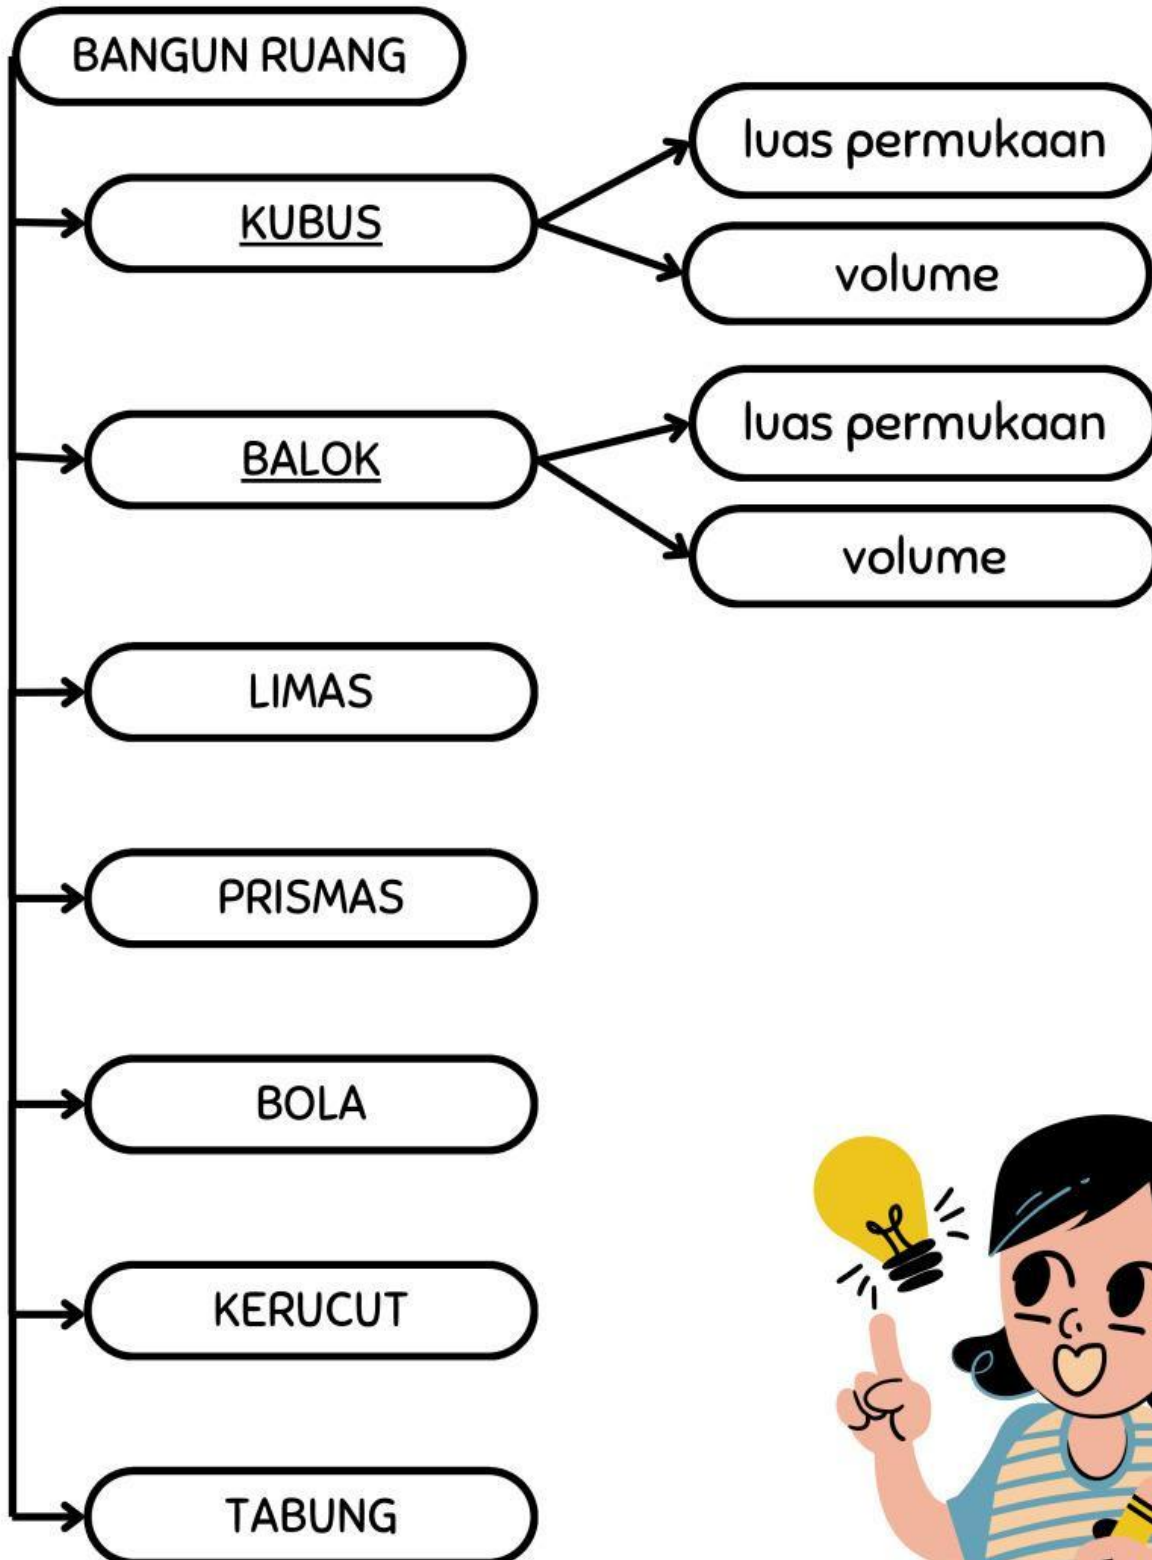 BANGUN RUANG
KUBUS
luas permukaan
volume
BALOK
luas permukaan
volume
LIMAS
PRISMAS
BOLA
KERUCUT
TABUNG